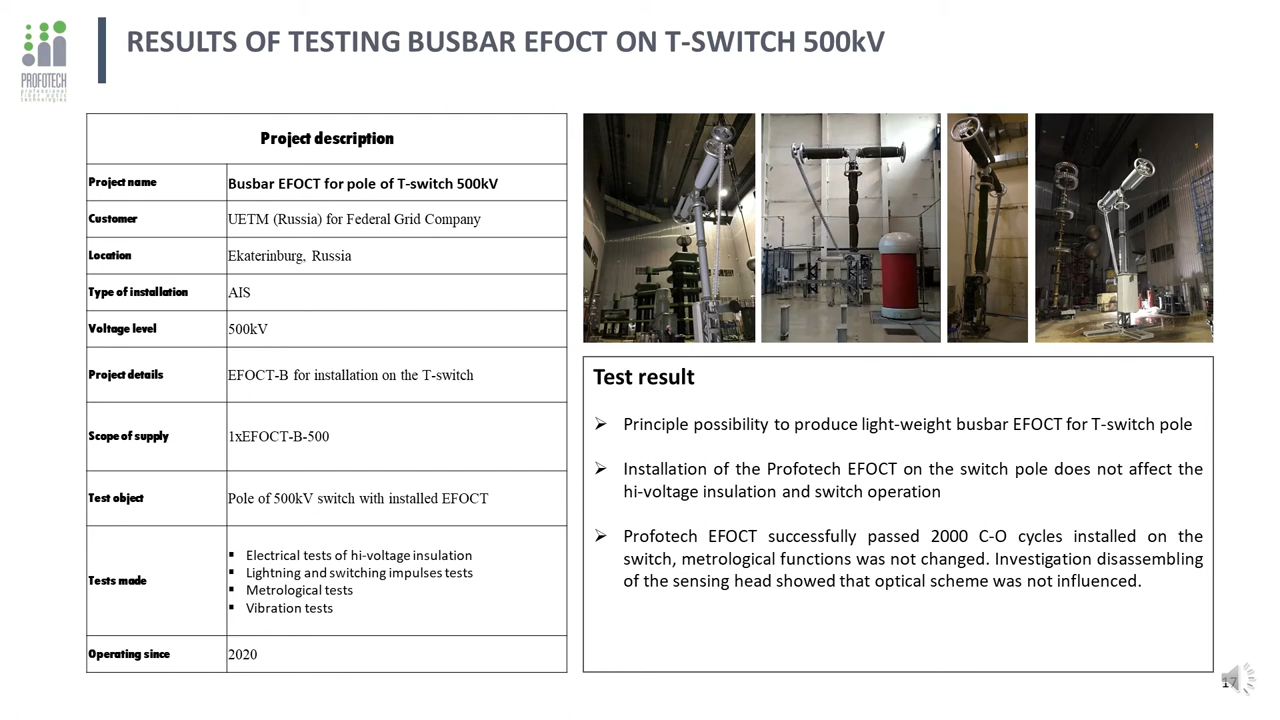 RESULTS OF TESTING BUSBAR EFOCT ON T-SWITCH 500kV
PROFOTECH
professional
fiber optic
technologies
Project description
Project name Busbar EFOCT for pole of T-switch 500kV
Customer UETM (Russia) for Federal Grid Company
Location Ekaterinburg, Russia
Type of installation AIS
Voltage level 500kV
Project details EFOCT-B for installation on the T-switch
Scope of supply 1xEFOCT-B-500
Test object Pole of 500kV switch with installed EFOCT
Tests made
▪ Electrical tests of hi-voltage insulation
▪ Lightning and switching impulses tests
▪ Metrological tests
▪ Vibration tests
Operating since 2020
Test result
➢ Principle possibility to produce light-weight busbar EFOCT for T-switch pole
➢ Installation of the Profotech EFOCT on the switch pole does not affect the
hi-voltage insulation and switch operation
➢ Profotech EFOCT successfully passed 2000 C-O cycles installed on the
switch, metrological functions was not changed. Investigation disassembling
of the sensing head showed that optical scheme was not influenced.
17